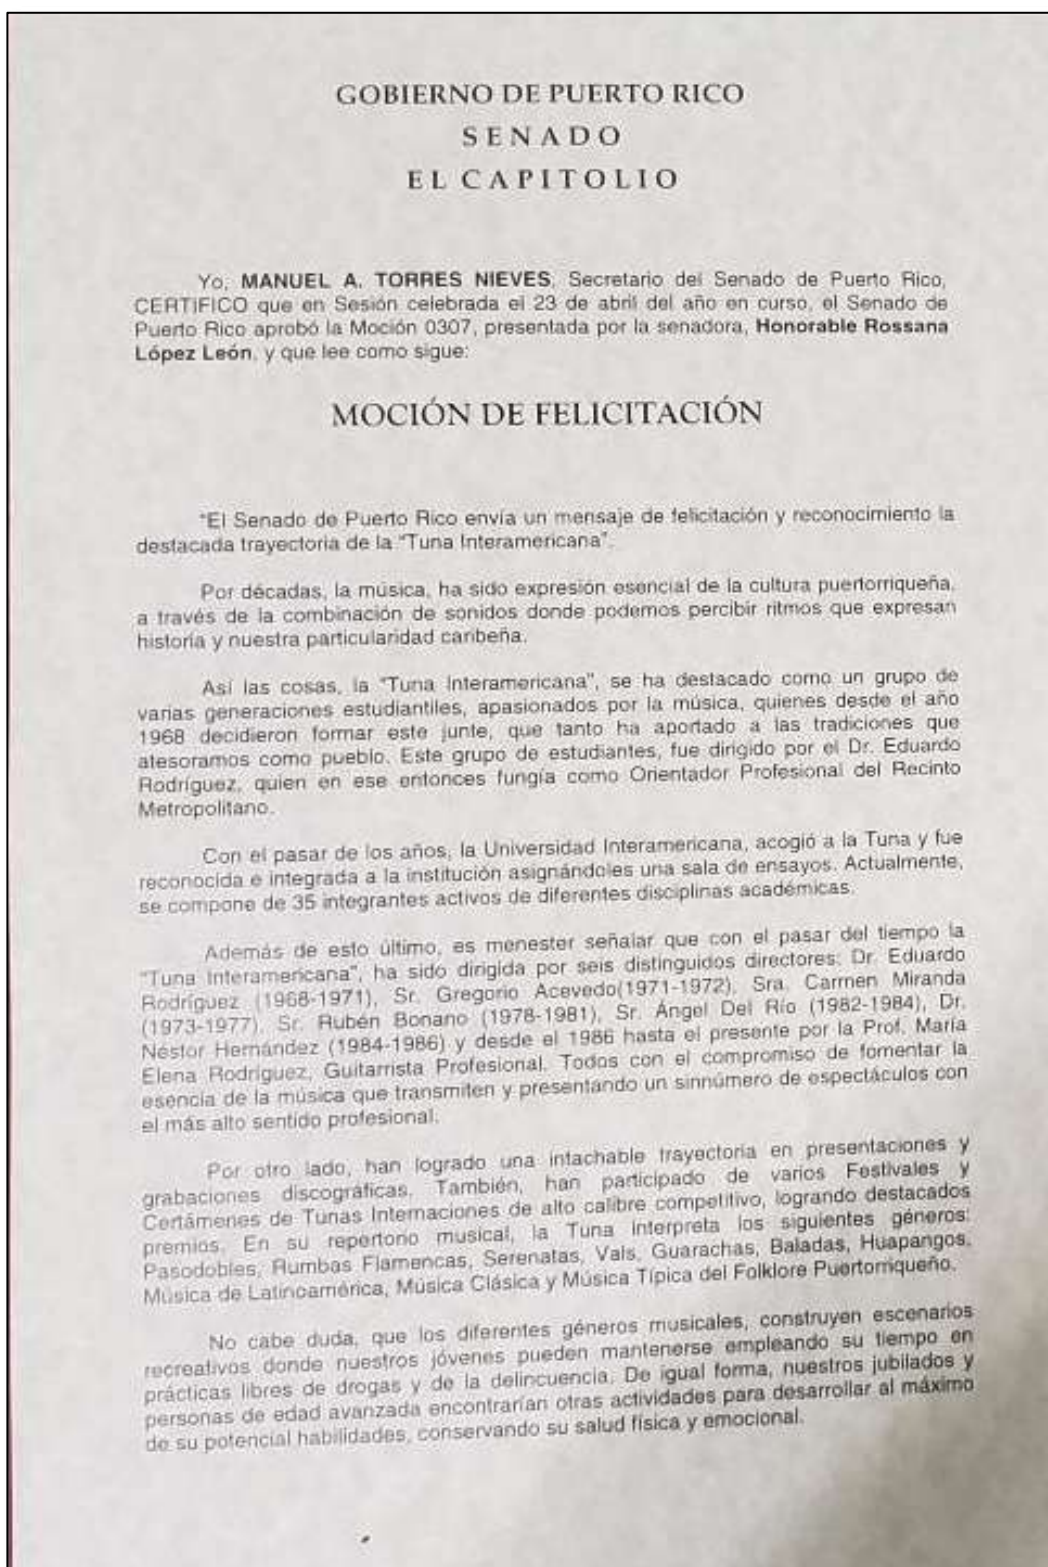 GOBIERNO DE PUERTO RICO
SENADO
EL CAPITOLIO
Yo, MANUEL A. TORRES NIEVES, Secretario del Senado de Puerto Rico,
CERTIFICO que en Sesión celebrada el 23 de abril del año en curso, el Senado de
Puerto Rico aprobó la Moción 0307, presentada por la senadora, Honorable Rossana
López León, y que lee como sigue:
MOCIÓN DE FELICITACIÓN
"El Senado de Puerto Rico envía un mensaje de felicitación y reconocimiento la
destacada trayectoria de la "Tuna Interamericana".
Por décadas, la música, ha sido expresión esencial de la cultura puertorriqueña,
a través de la combinación de sonidos donde podemos percibir ritmos que expresan
historia y nuestra particularidad caribeña.
Así las cosas, la "Tuna Interamericana", se ha destacado como un grupo de
varias generaciones estudiantiles, apasionados por la música, quienes desde el año
1968 decidieron formar este junte, que tanto ha aportado a las tradiciones que
atesoramos como pueblo. Este grupo de estudiantes, fue dirigido por el Dr. Eduardo
Rodríguez, quien en ese entonces fungía como Orientador Profesional del Recinto
Metropolitano.
Con el pasar de los años, la Universidad Interamericana, acogió a la Tuna y fue
reconocida e integrada a la institución asignándoles una sala de ensayos. Actualmente,
se compone de 35 integrantes activos de diferentes disciplinas académicas.
Además de esto último, es menester señalar que con el pasar del tiempo la
"Tuna Interamericana", ha sido dirigida por seis distinguidos directores: Dr. Eduardo
Rodríguez (1968-1971), Sr. Gregorio Acevedo(1971-1972), Sra. Carmen Miranda
(1973-1977), Sr. Rubén Bonano (1978-1981), Sr. Ángel Del Río (1982-1984), Dr.
Néstor Hernández (1984-1986) y desde el 1986 hasta el presente por la Prof. María
Elena Rodríguez, Guitarrista Profesional. Todos con el compromiso de fomentar la
esencia de la música que transmiten y presentando un sinnúmero de espectáculos con
el más alto sentido profesional.
Por otro lado, han logrado una intachable trayectoria en presentaciones y
grabaciones discográficas. También, han participado de varios Festivales y
Certámenes de Tunas Internaciones de alto calibre competitivo, logrando destacados
premios. En su repertorio musical, la Tuna interpreta los siguientes géneros:
Pasodobles, Rumbas Flamencas, Serenatas, Vals, Guarachas, Baladas, Huapangos,
Música de Latinoamérica, Música Clásica y Música Típica del Folklore Puertorriqueño.
No cabe duda, que los diferentes géneros musicales, construyen escenarios
recreativos donde nuestros jóvenes pueden mantenerse empleando su tiempo en
prácticas libres de drogas y de la delincuencia. De igual forma, nuestros jubilados y
personas de edad avanzada encontrarían otras actividades para desarrollar al máximo
de su potencial habilidades, conservando su salud física y emocional.